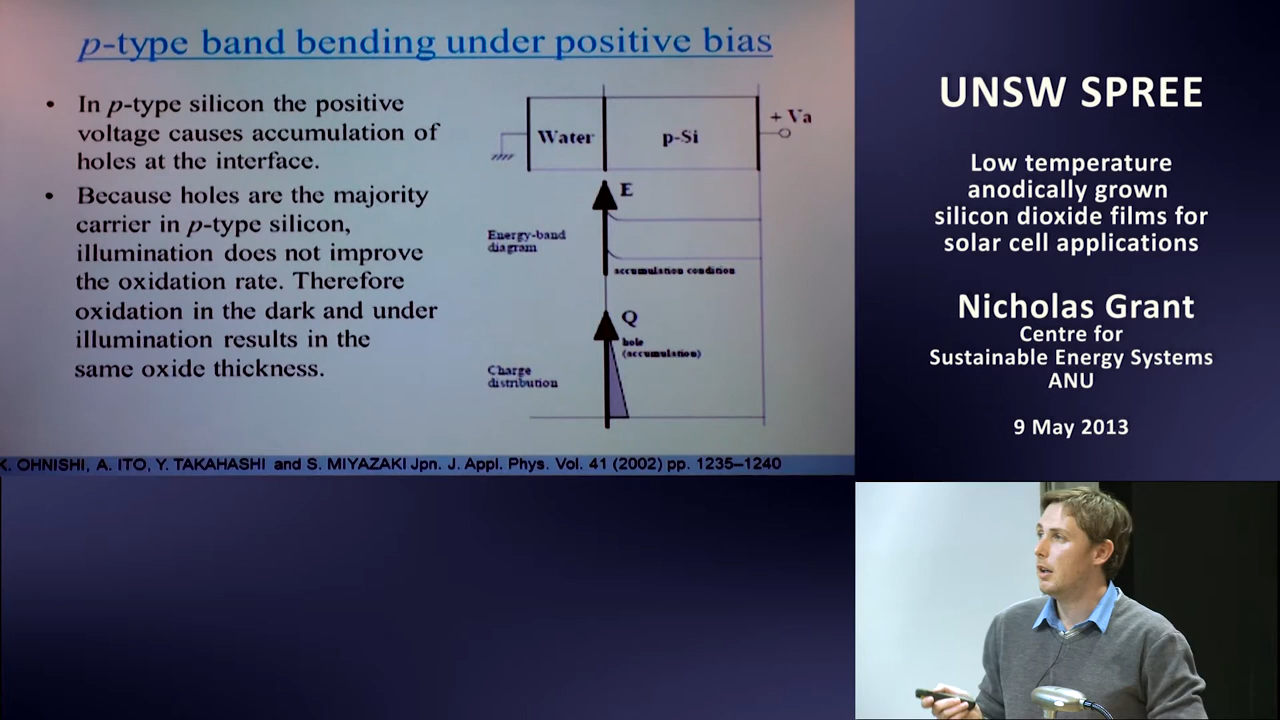 p-type band bending under positive bias
• In p-type silicon the positive
voltage causes accumulation of
holes at the interface.
• Because holes are the majority
carrier in p-type silicon,
illumination does not improve
the oxidation rate. Therefore
oxidation in the dark and under
illumination results in the
same oxide thickness.
Water
p-Si
+ Va
E
Energy-band
diagram
accumulation condition
Q
hole
(accumulation)
Charge
distribution
K. OHNISHI, A. ITO, Y. TAKAHASHI and S. MIYAZAKI Jpn. J. Appl. Phys. Vol. 41 (2002) pp. 1235–1240
UNSW SPREE
Low temperature
anodically grown
silicon dioxide films for
solar cell applications
Nicholas Grant
Centre for
Sustainable Energy Systems
ANU
9 May 2013